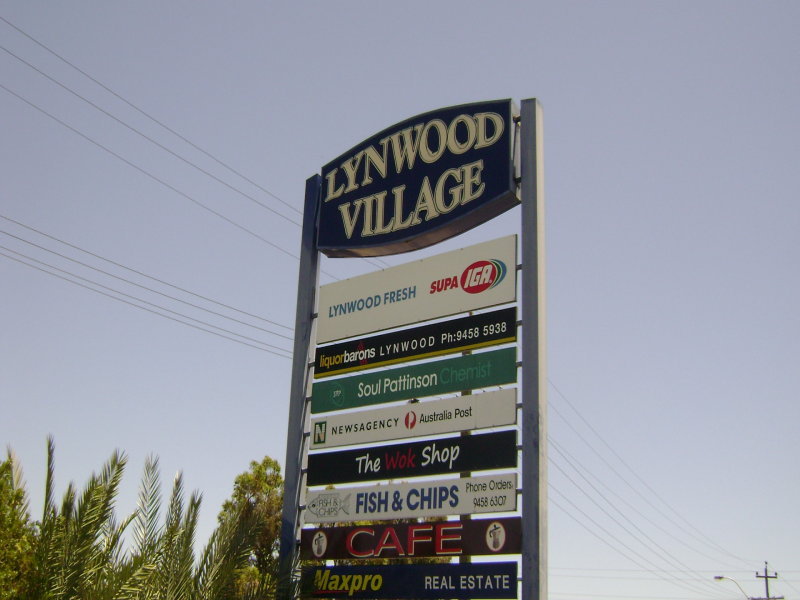 LYNWOOD
VILLAGE
LYNWOOD FRESH SUPA IGA
liquorbarons LYNWOOD Ph:9458 5938
Soul Pattinson Chemist
N NEWSAGENCY Australia Post
The Wok Shop
FISH & CHIPS FISH & CHIPS Phone Orders 9458 6307
CAFE
Maxpro REAL ESTATE